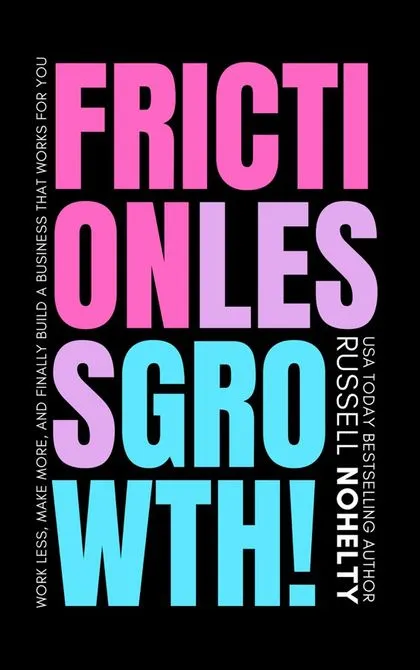 WORK LESS, MAKE MORE, AND FINALLY BUILD A BUSINESS THAT WORKS FOR YOU
FRICTI
ONLES
SGRO
WTH!
USA TODAY BESTSELLING AUTHOR
RUSSELL NOHELTY